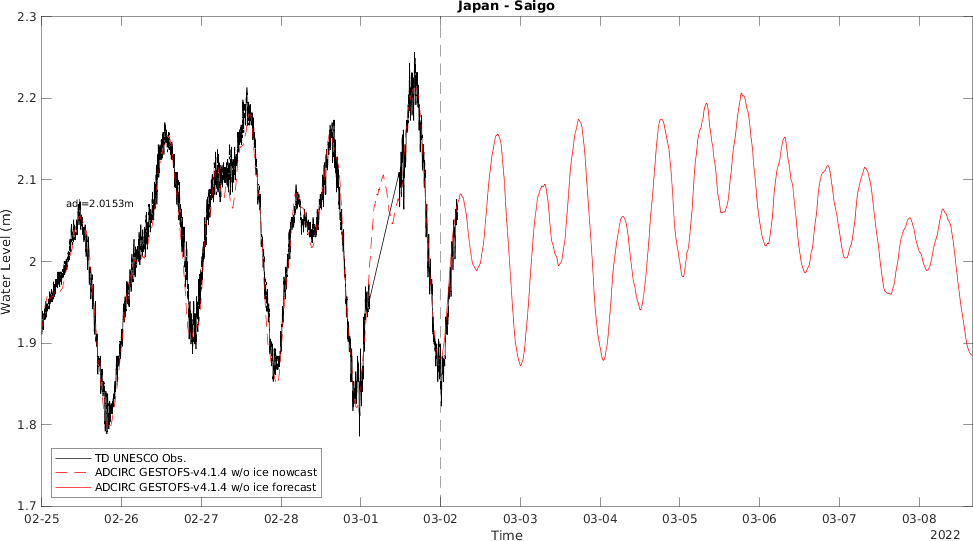 Japan - Saigo
2.3
2.2
2.1
2
1.9
1.8
1.7
Water Level (m)
adj=2.0153m
TD UNESCO Obs.
ADCIRC GESTOFS-v4.1.4 w/o ice nowcast
ADCIRC GESTOFS-v4.1.4 w/o ice forecast
02-25 02-26 02-27 02-28 03-01 03-02 03-03 03-04 03-05 03-06 03-07 03-08
Time
2022